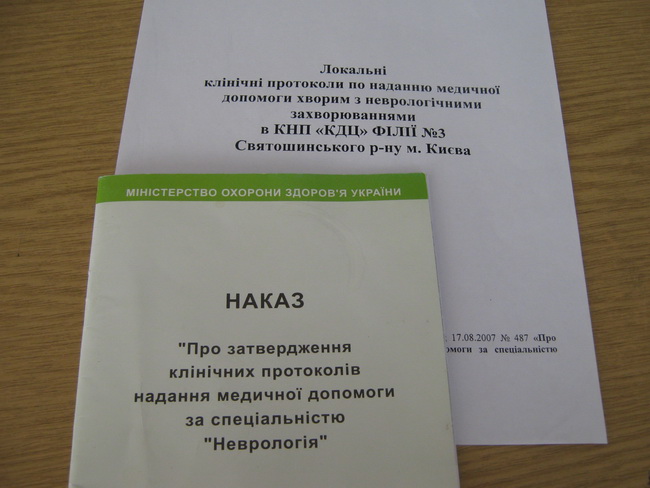 Локальні
клінічні протоколи по наданню медичної
допомоги хворим з неврологічними
захворюваннями
в КНП «КДЦ» ФІЛІЇ №3
Святошинського р-ну м. Києва
17.08.2007 № 487 «Про
за спеціальністю
МІНІСТЕРСТВО ОХОРОНИ ЗДОРОВ'Я УКРАЇНИ
НАКАЗ
"Про затвердження
клінічних протоколів
надання медичної допомоги
за спеціальністю
"Неврологія"